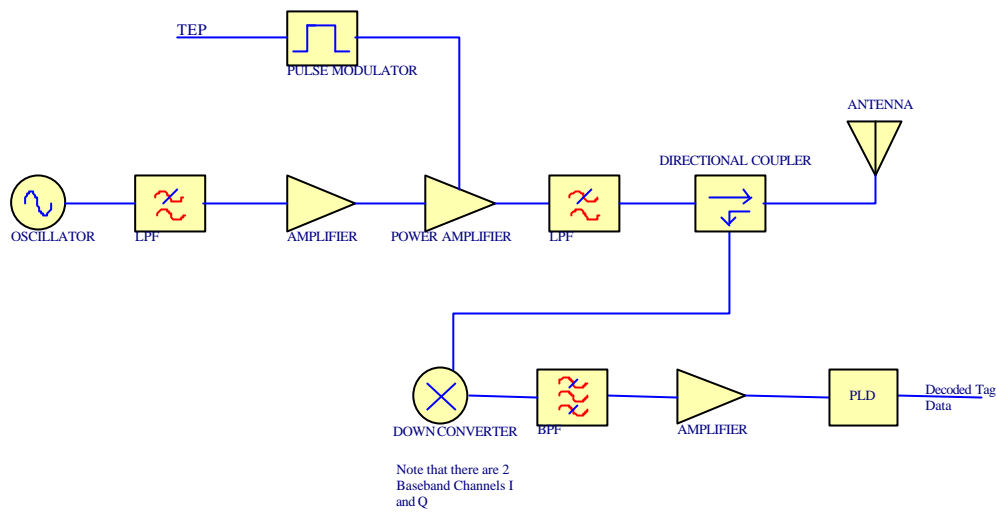 TEP
PULSE MODULATOR
ANTENNA
DIRECTIONAL COUPLER
OSCILLATOR
LPF
AMPLIFIER
POWER AMPLIFIER
LPF
PLD
Decoded Tag
Data
DOWN CONVERTER
BPF
AMPLIFIER
Note that there are 2
Baseband Channels I
and Q